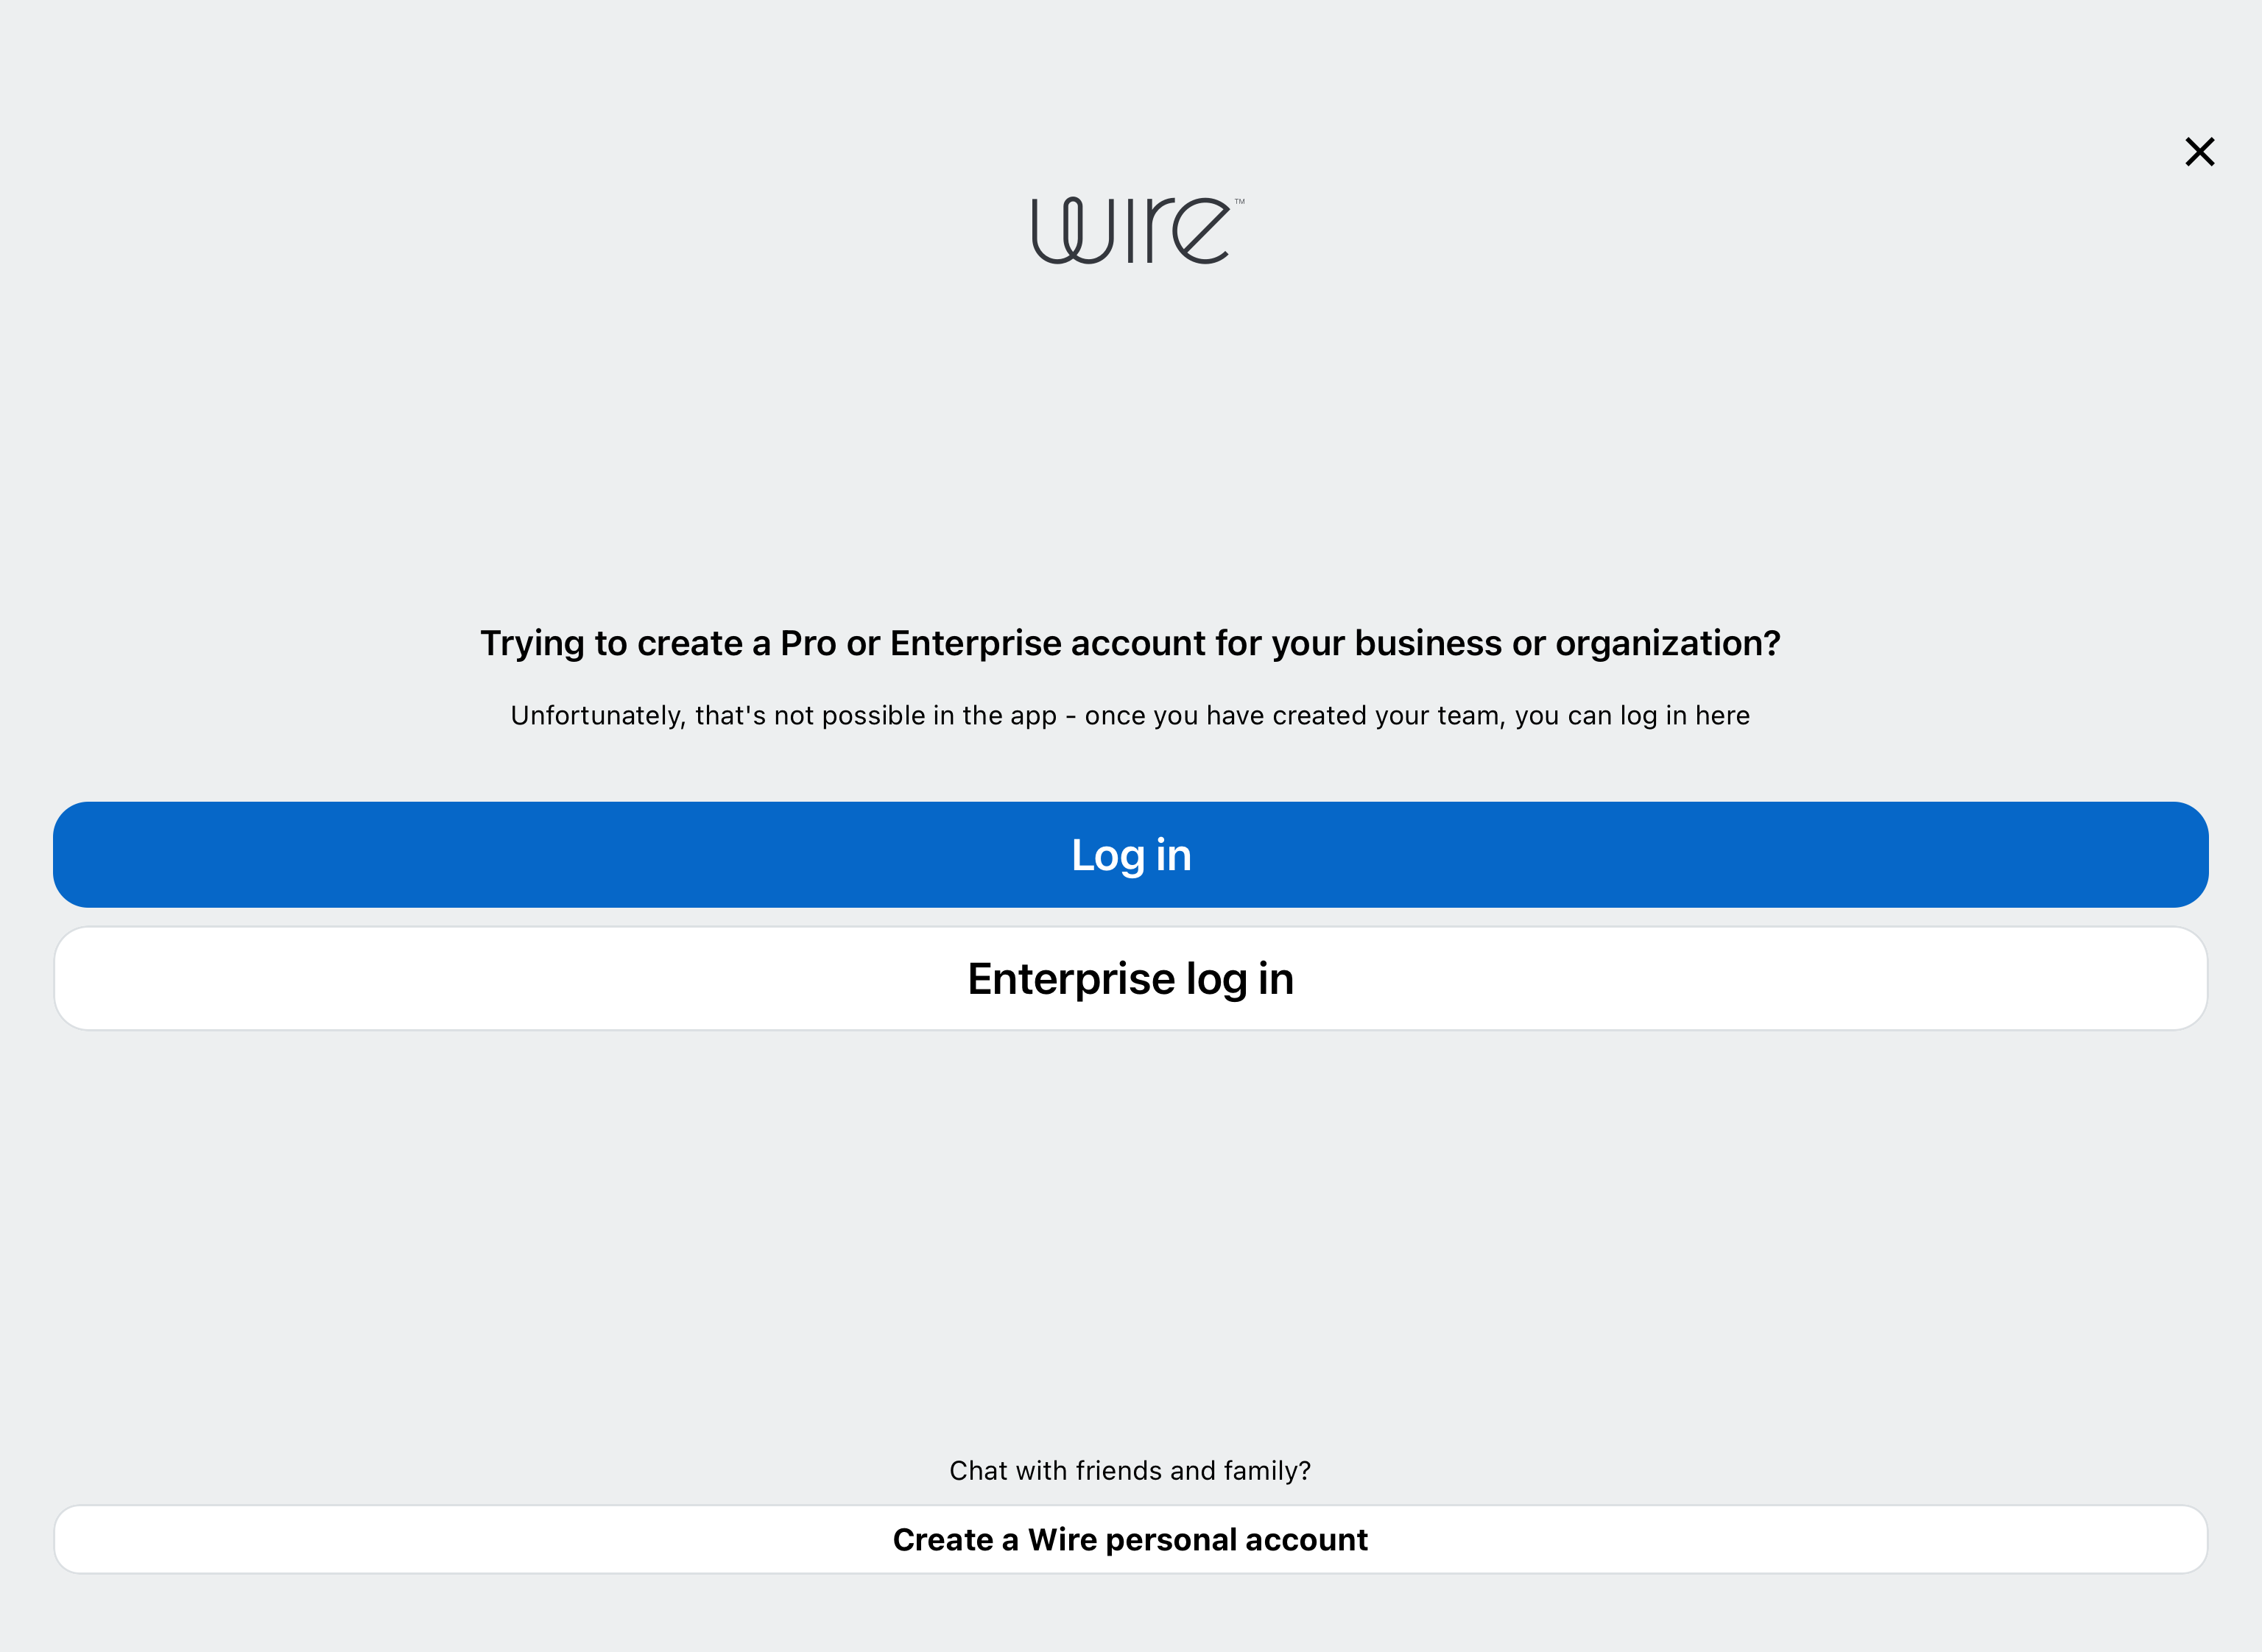 wire™
Trying to create a Pro or Enterprise account for your business or organization?
Unfortunately, that's not possible in the app - once you have created your team, you can log in here
Log in
Enterprise log in
Chat with friends and family?
Create a Wire personal account